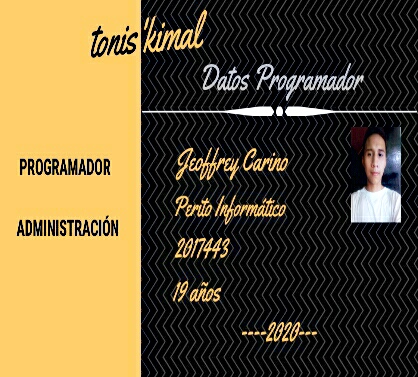 tonis'kimal
Datos Programador
PROGRAMADOR
ADMINISTRACIÓN
Jeoffrey Carino
Perito Informático
2017443
19 años
----2020---